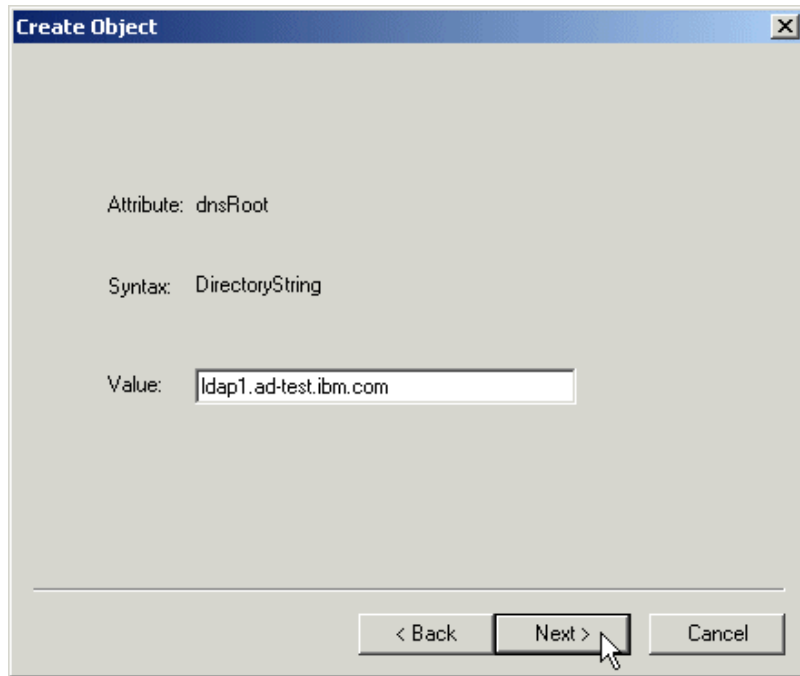 Create Object
Attribute: dnsRoot
Syntax: DirectoryString
Value: ldap1.ad-test.ibm.com
< Back Next > Cancel